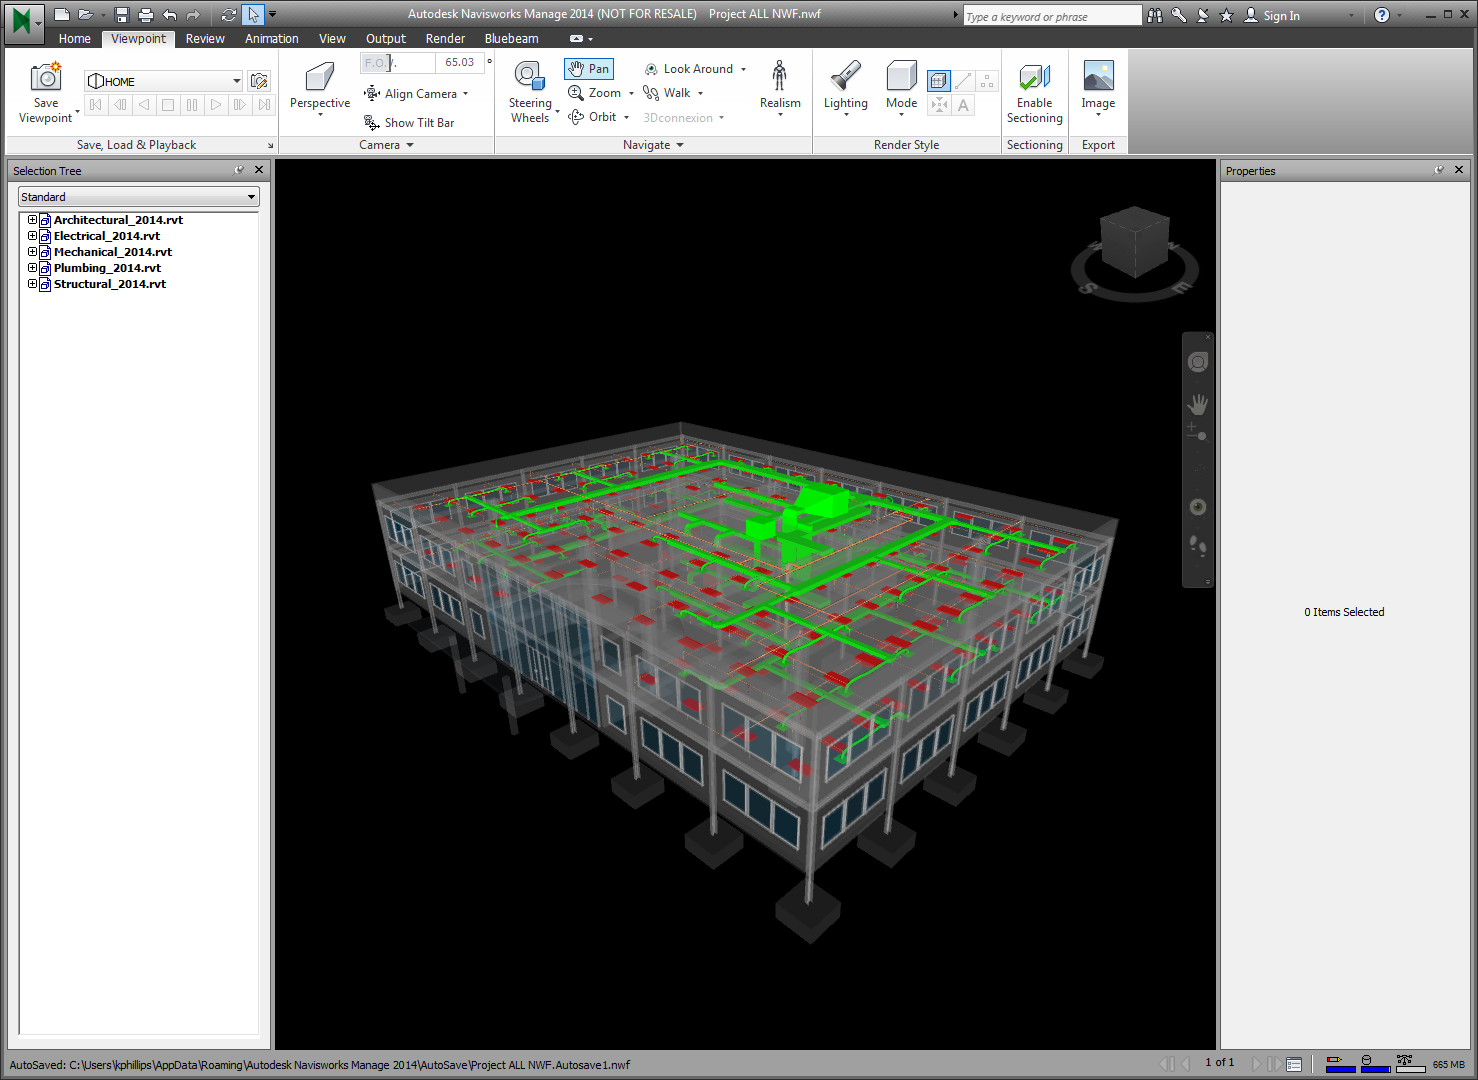 Autodesk Navisworks Manage 2014 (NOT FOR RESALE) Project ALL NWF.nwf
Type a keyword or phrase
Sign In
?
Home Viewpoint Review Animation View Output Render Bluebeam
Save Viewpoint
HOME
Save, Load & Playback
Perspective
F.O.V.
65.03 °
Align Camera
Show Tilt Bar
Camera
Steering Wheels
Pan
Zoom
Orbit
Look Around
Walk
3Dconnexion
Navigate
Realism
Lighting
Mode
A
Render Style
Enable Sectioning
Sectioning
Image
Export
Selection Tree
Standard
Architectural_2014.rvt
Electrical_2014.rvt
Mechanical_2014.rvt
Plumbing_2014.rvt
Structural_2014.rvt
S
E
Properties
0 Items Selected
AutoSaved: C:\Users\kphillips\AppData\Roaming\Autodesk Navisworks Manage 2014\AutoSave\Project ALL NWF.Autosave1.nwf
1 of 1
665 MB